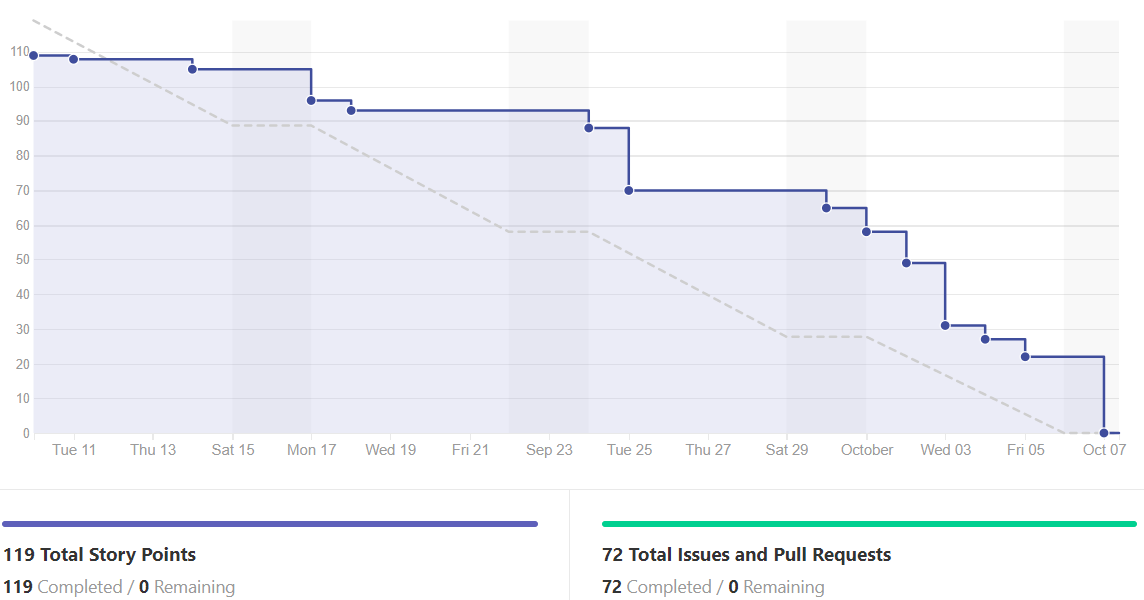 110
100
90
80
70
60
50
40
30
20
10
0
Tue 11 Thu 13 Sat 15 Mon 17 Wed 19 Fri 21 Sep 23 Tue 25 Thu 27 Sat 29 October Wed 03 Fri 05 Oct 07
119 Total Story Points
119 Completed / 0 Remaining
72 Total Issues and Pull Requests
72 Completed / 0 Remaining